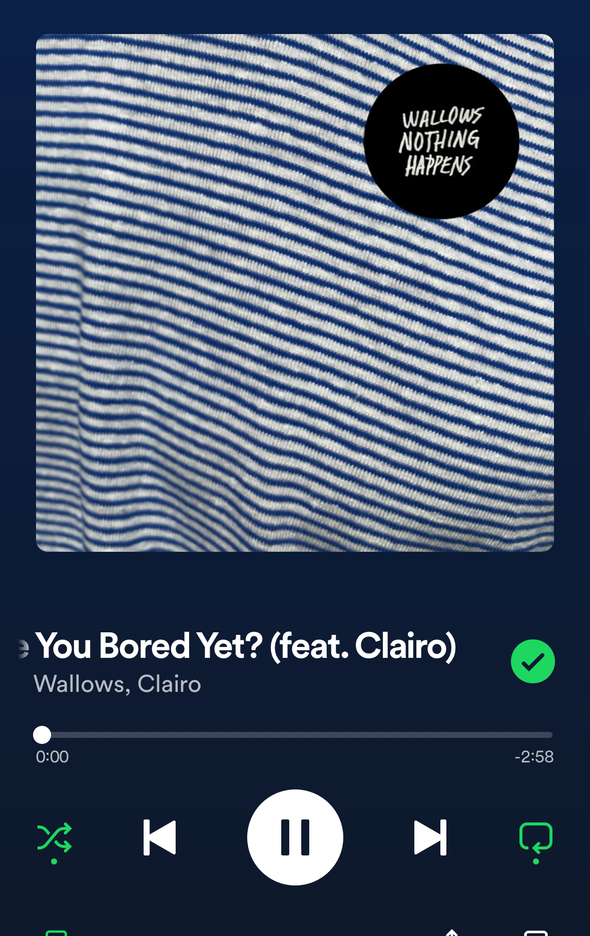 WALLOWS
NOTHING
HAPPENS
e You Bored Yet? (feat. Clairo)
Wallows, Clairo
0:00
-2:58